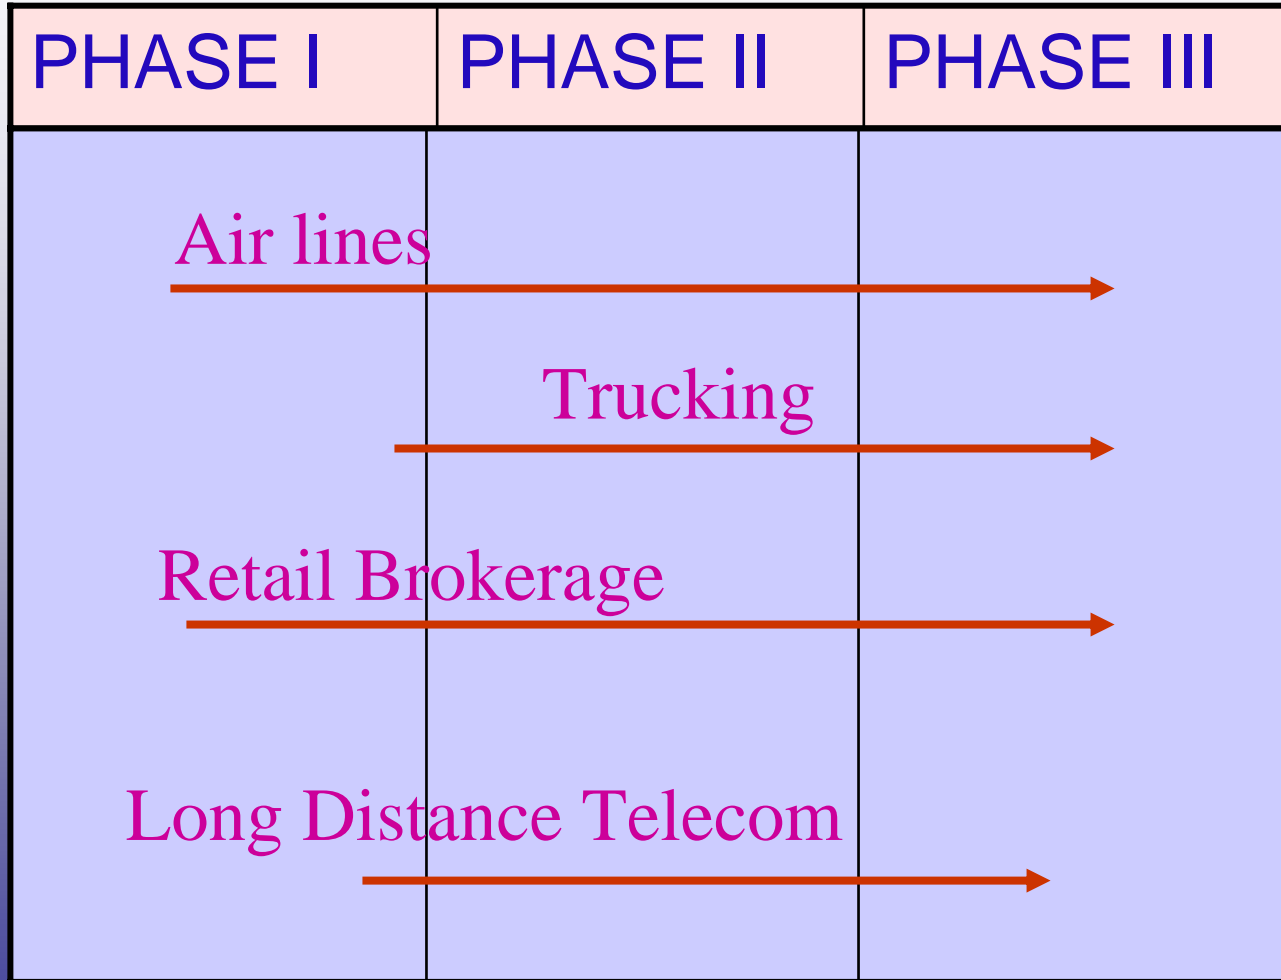 PHASE I PHASE II PHASE III
Air lines
Trucking
Retail Brokerage
Long Distance Telecom